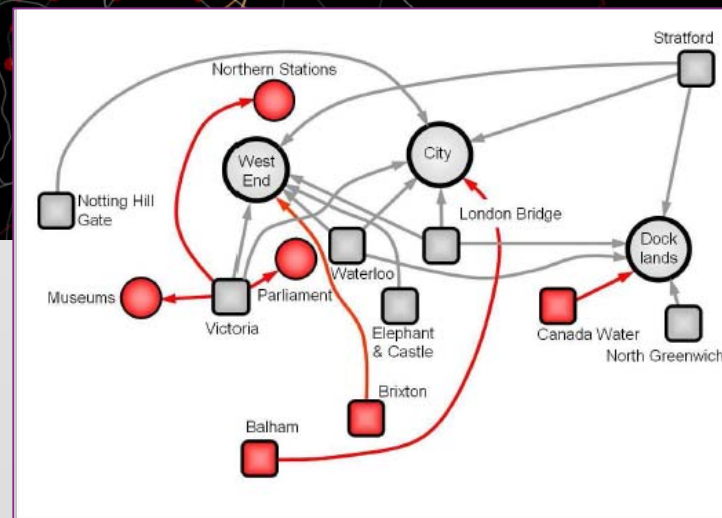 Stratford
Northern Stations
West
End
City
Notting Hill
Gate
London Bridge
Dock
lands
Waterloo
Museums
Parliament
Victoria
Elephant
& Castle
Canada Water
North Greenwich
Brixton
Balham